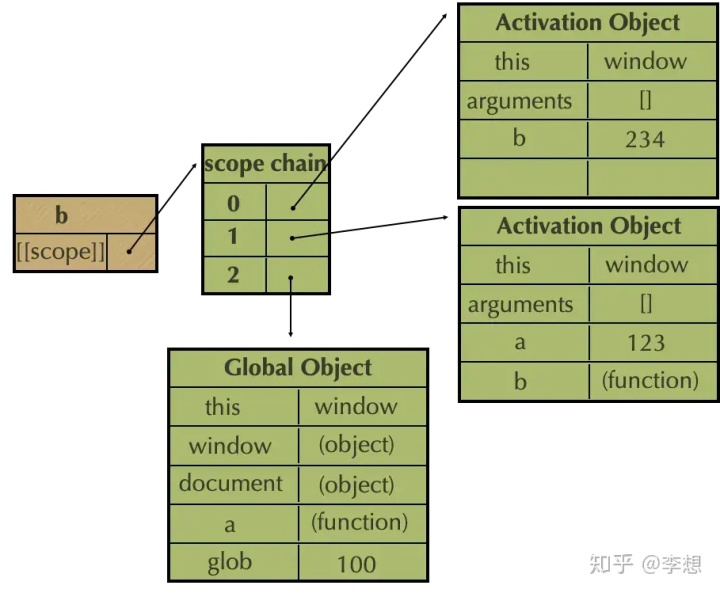 Activation Object
this window
arguments []
b 234
scope chain
0
1
2
b
[[scope]]
Activation Object
this window
arguments []
a 123
b (function)
Global Object
this window
window (object)
document (object)
a (function)
glob 100
知乎 @李想